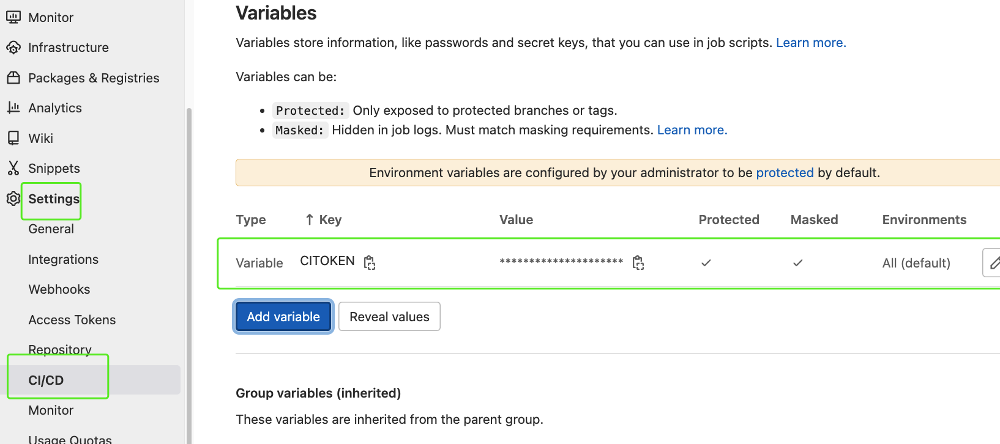 Monitor
Infrastructure
Packages & Registries
Analytics
Wiki
Snippets
Settings
General
Integrations
Webhooks
Access Tokens
Repository
CI/CD
Monitor
Usage Quotas
Variables
Variables store information, like passwords and secret keys, that you can use in job scripts. Learn more.
Variables can be:
• Protected: Only exposed to protected branches or tags.
• Masked: Hidden in job logs. Must match masking requirements. Learn more.
Environment variables are configured by your administrator to be protected by default.
Type ↑ Key Value Protected Masked Environments
Variable CITOKEN ******************** ✓ ✓ All (default)
Add variable Reveal values
Group variables (inherited)
These variables are inherited from the parent group.